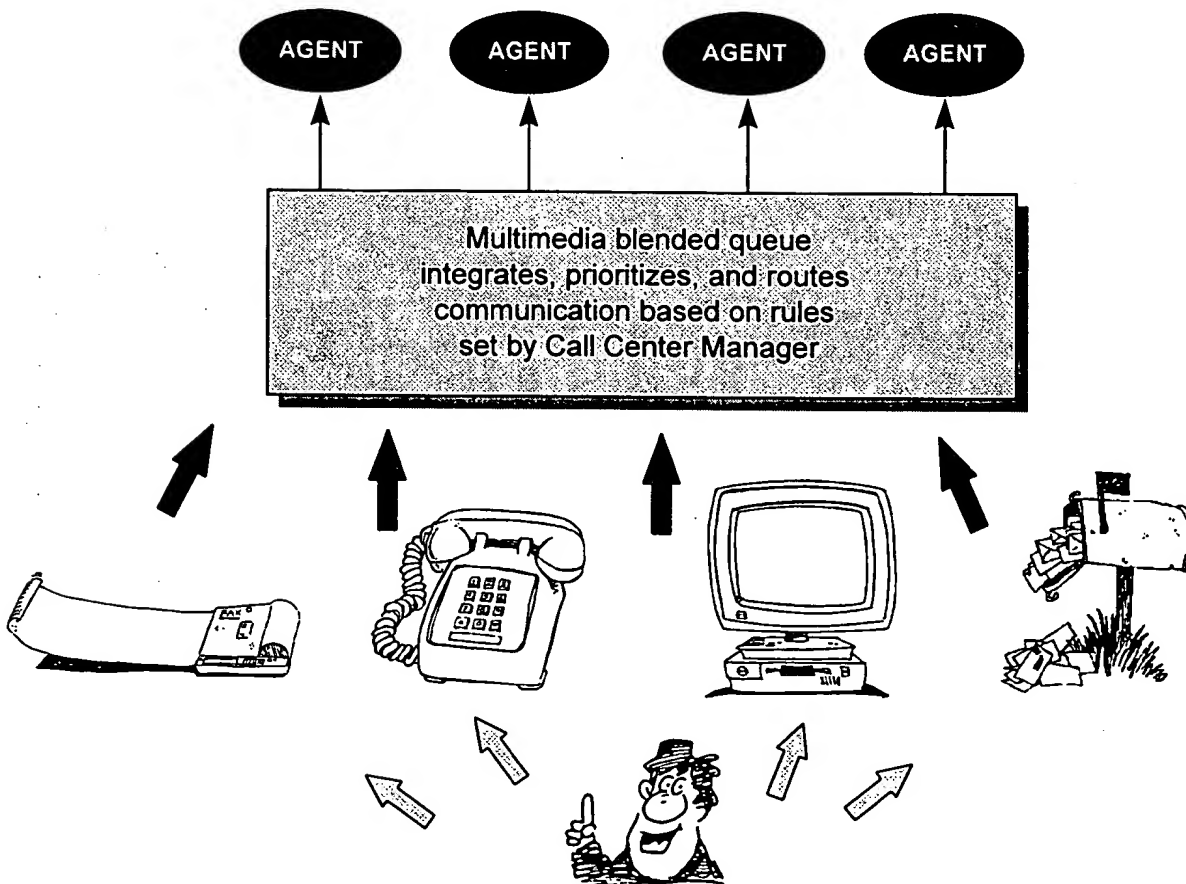 AGENT AGENT AGENT AGENT
Multimedia blended queue
integrates, prioritizes, and routes
communication based on rules
set by Call Center Manager
FAX